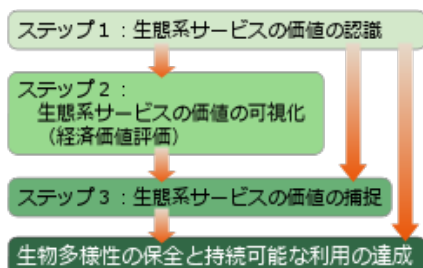 ステップ1：生態系サービスの価値の認識
ステップ2：
生態系サービスの価値の可視化
（経済価値評価）
ステップ3：生態系サービスの価値の捕捉
生物多様性の保全と持続可能な利用の達成